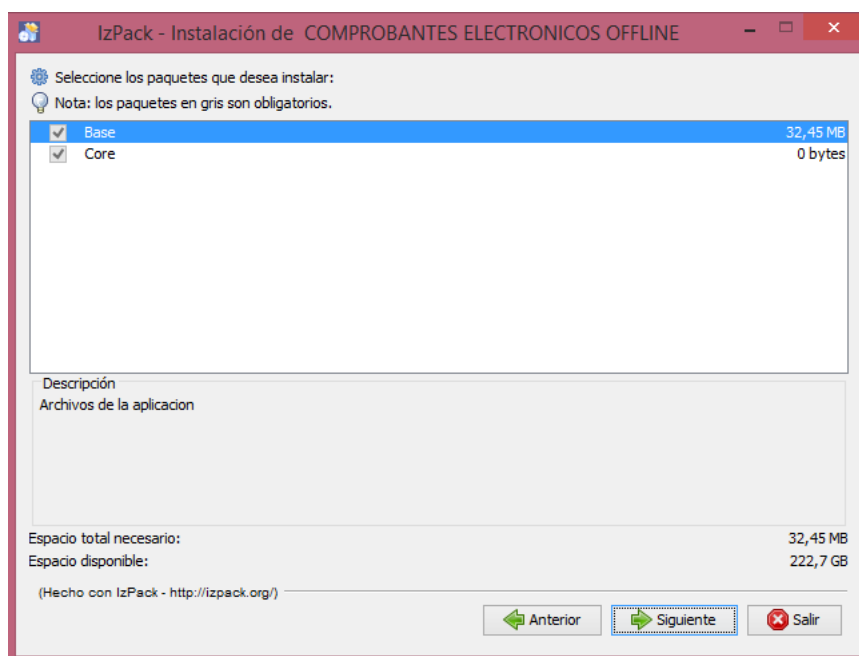 IzPack - Instalación de  COMPROBANTES ELECTRONICOS OFFLINE
Seleccione los paquetes que desea instalar:
Nota: los paquetes en gris son obligatorios.
Base 32,45 MB
Core 0 bytes
Descripción
Archivos de la aplicacion
Espacio total necesario: 32,45 MB
Espacio disponible: 222,7 GB
(Hecho con IzPack - http://izpack.org/)
Anterior Siguiente Salir